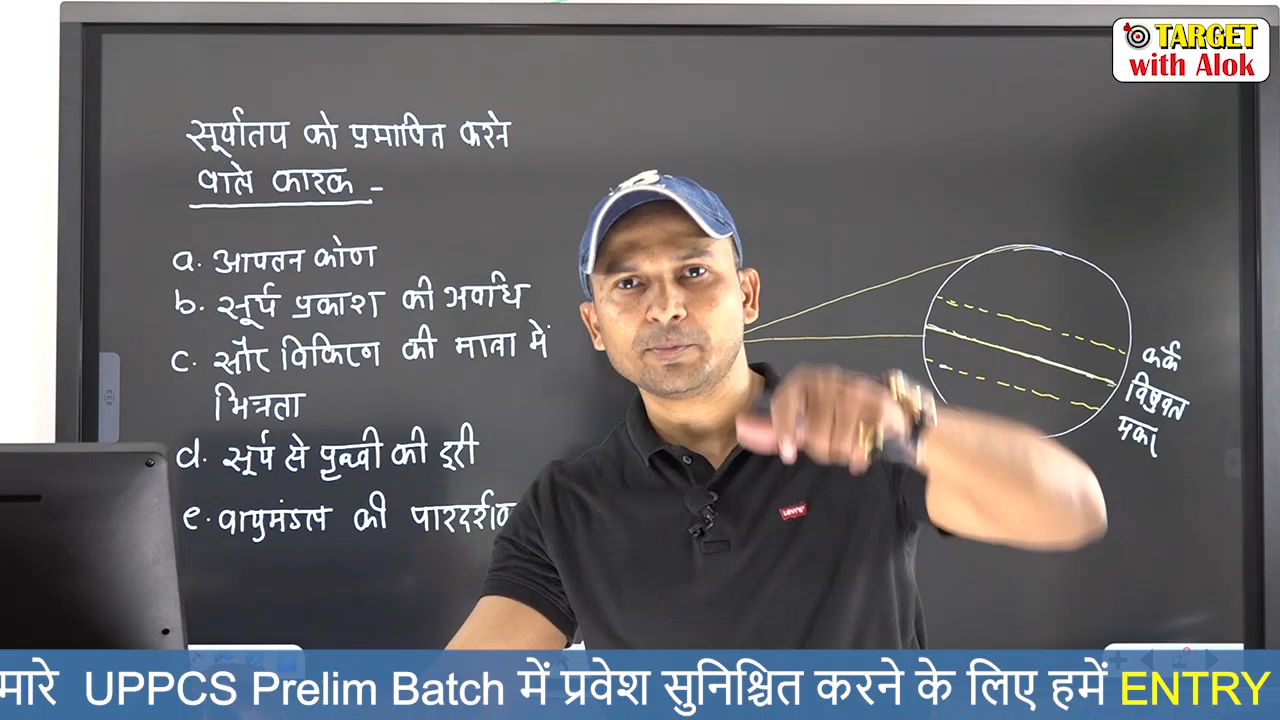 TARGET
with Alok
सूर्यातप को प्रभावित करने
वाले कारक -
a. आपतन कोण
b. सूर्य प्रकाश की अवधि
c. सौर विकिरण की मात्रा में
भिन्नता
d. सूर्य से पृथ्वी की दूरी
e. वायुमंडल की पारदर्शित
कर्क
विषुवत
मकर
LEVI'S
मारे UPPCS Prelim Batch में प्रवेश सुनिश्चित करने के लिए हमें ENTRY